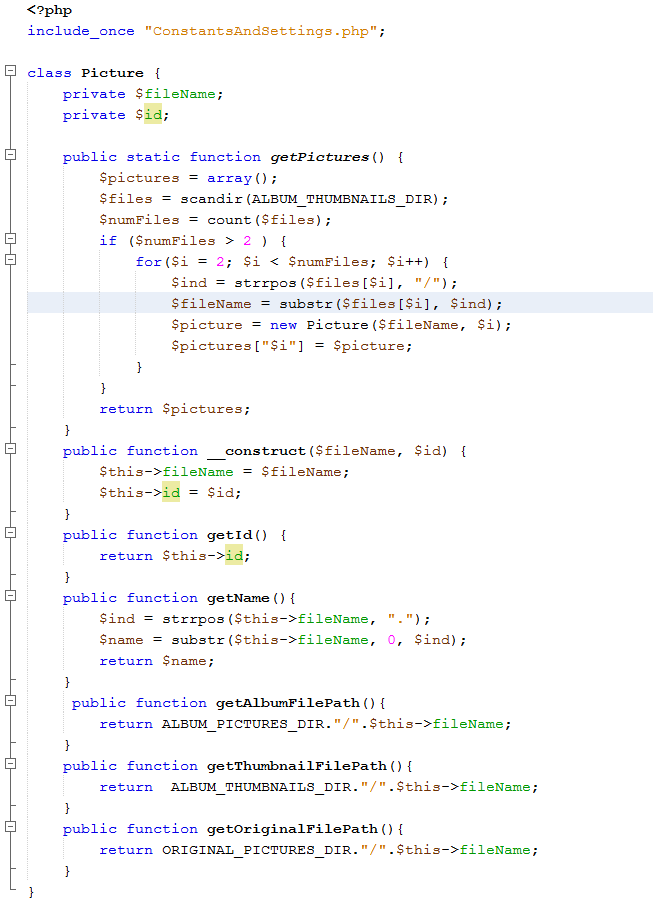 <?php
include_once "ConstantsAndSettings.php";

class Picture {
    private $fileName;
    private $id;

    public static function getPictures() {
        $pictures = array();
        $files = scandir(ALBUM_THUMBNAILS_DIR);
        $numFiles = count($files);
        if ($numFiles > 2 ) {
            for($i = 2; $i < $numFiles; $i++) {
                $ind = strrpos($files[$i], "/");
                $fileName = substr($files[$i], $ind);
                $picture = new Picture($fileName, $i);
                $pictures["$i"] = $picture;
            }
        }
        return $pictures;
    }
    public function __construct($fileName, $id) {
        $this->fileName = $fileName;
        $this->id = $id;
    }
    public function getId() {
        return $this->id;
    }
    public function getName(){
        $ind = strrpos($this->fileName, ".");
        $name = substr($this->fileName, 0, $ind);
        return $name;
    }
     public function getAlbumFilePath(){
        return ALBUM_PICTURES_DIR."/".$this->fileName;
    }
    public function getThumbnailFilePath(){
        return  ALBUM_THUMBNAILS_DIR."/".$this->fileName;
    }
    public function getOriginalFilePath(){
        return ORIGINAL_PICTURES_DIR."/".$this->fileName;
    }
}